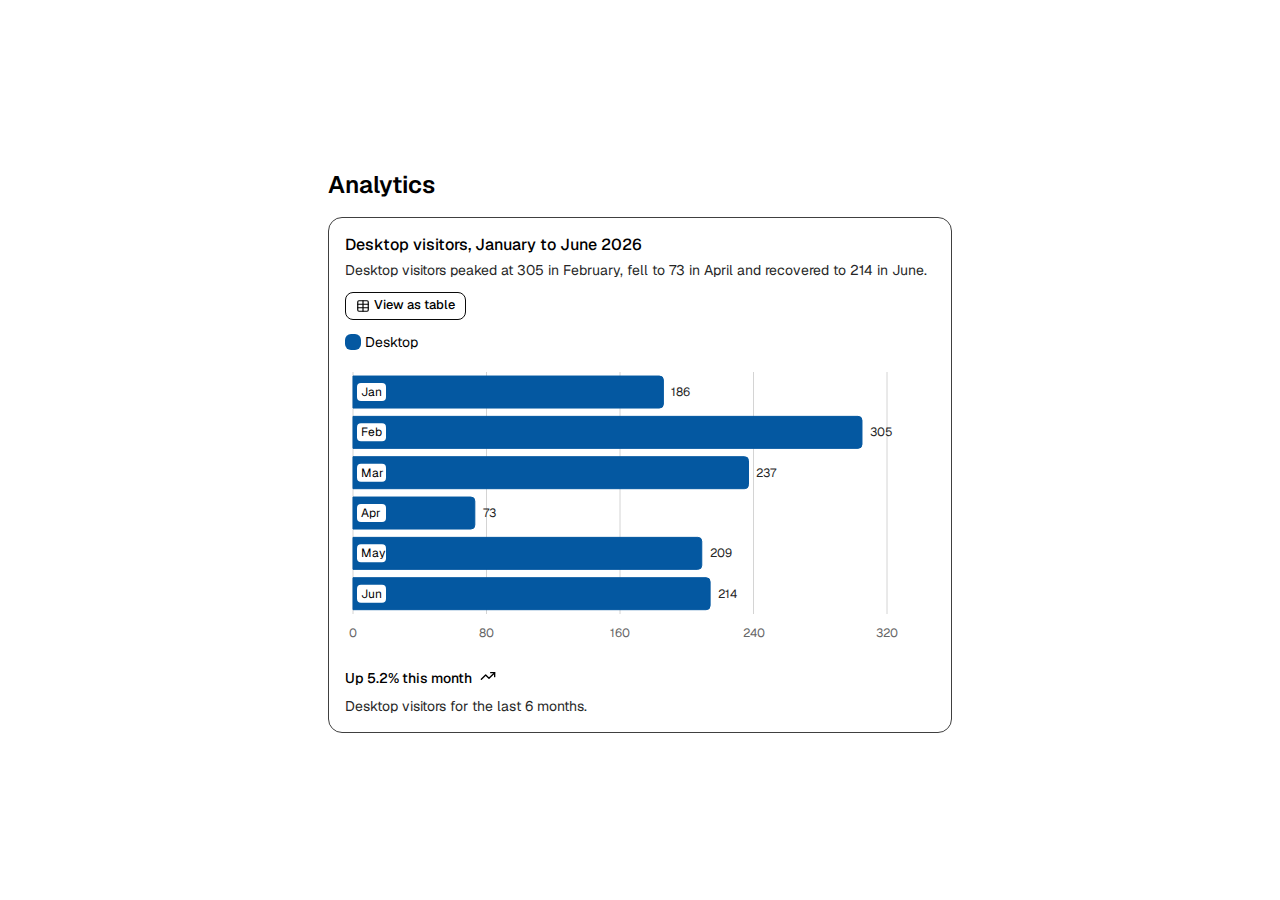 Analytics
Desktop visitors, January to June 2026
Desktop visitors peaked at 305 in February, fell to 73 in April and recovered to 214 in June.
View as table
Desktop
Jan 186
Feb 305
Mar 237
Apr 73
May 209
Jun 214
0 80 160 240 320
Up 5.2% this month
Desktop visitors for the last 6 months.